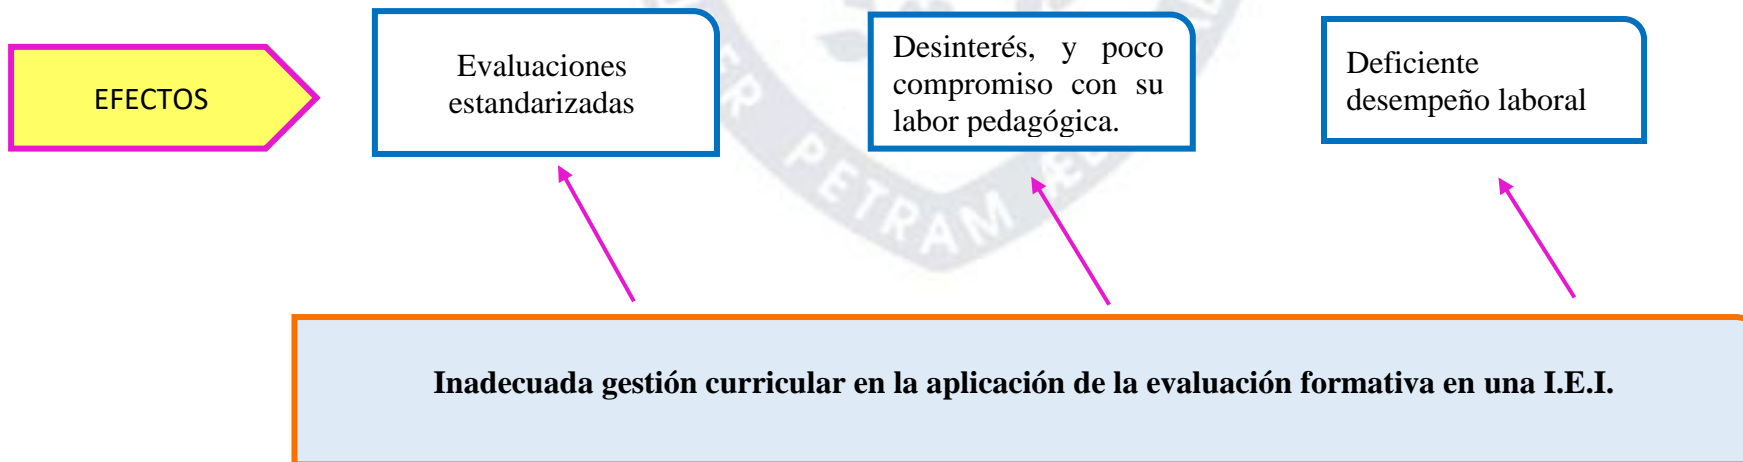 EFECTOS
Evaluaciones
estandarizadas
Desinterés, y poco
compromiso con su
labor pedagógica.
Deficiente
desempeño laboral
PETRAM
Inadecuada gestión curricular en la aplicación de la evaluación formativa en una I.E.I.